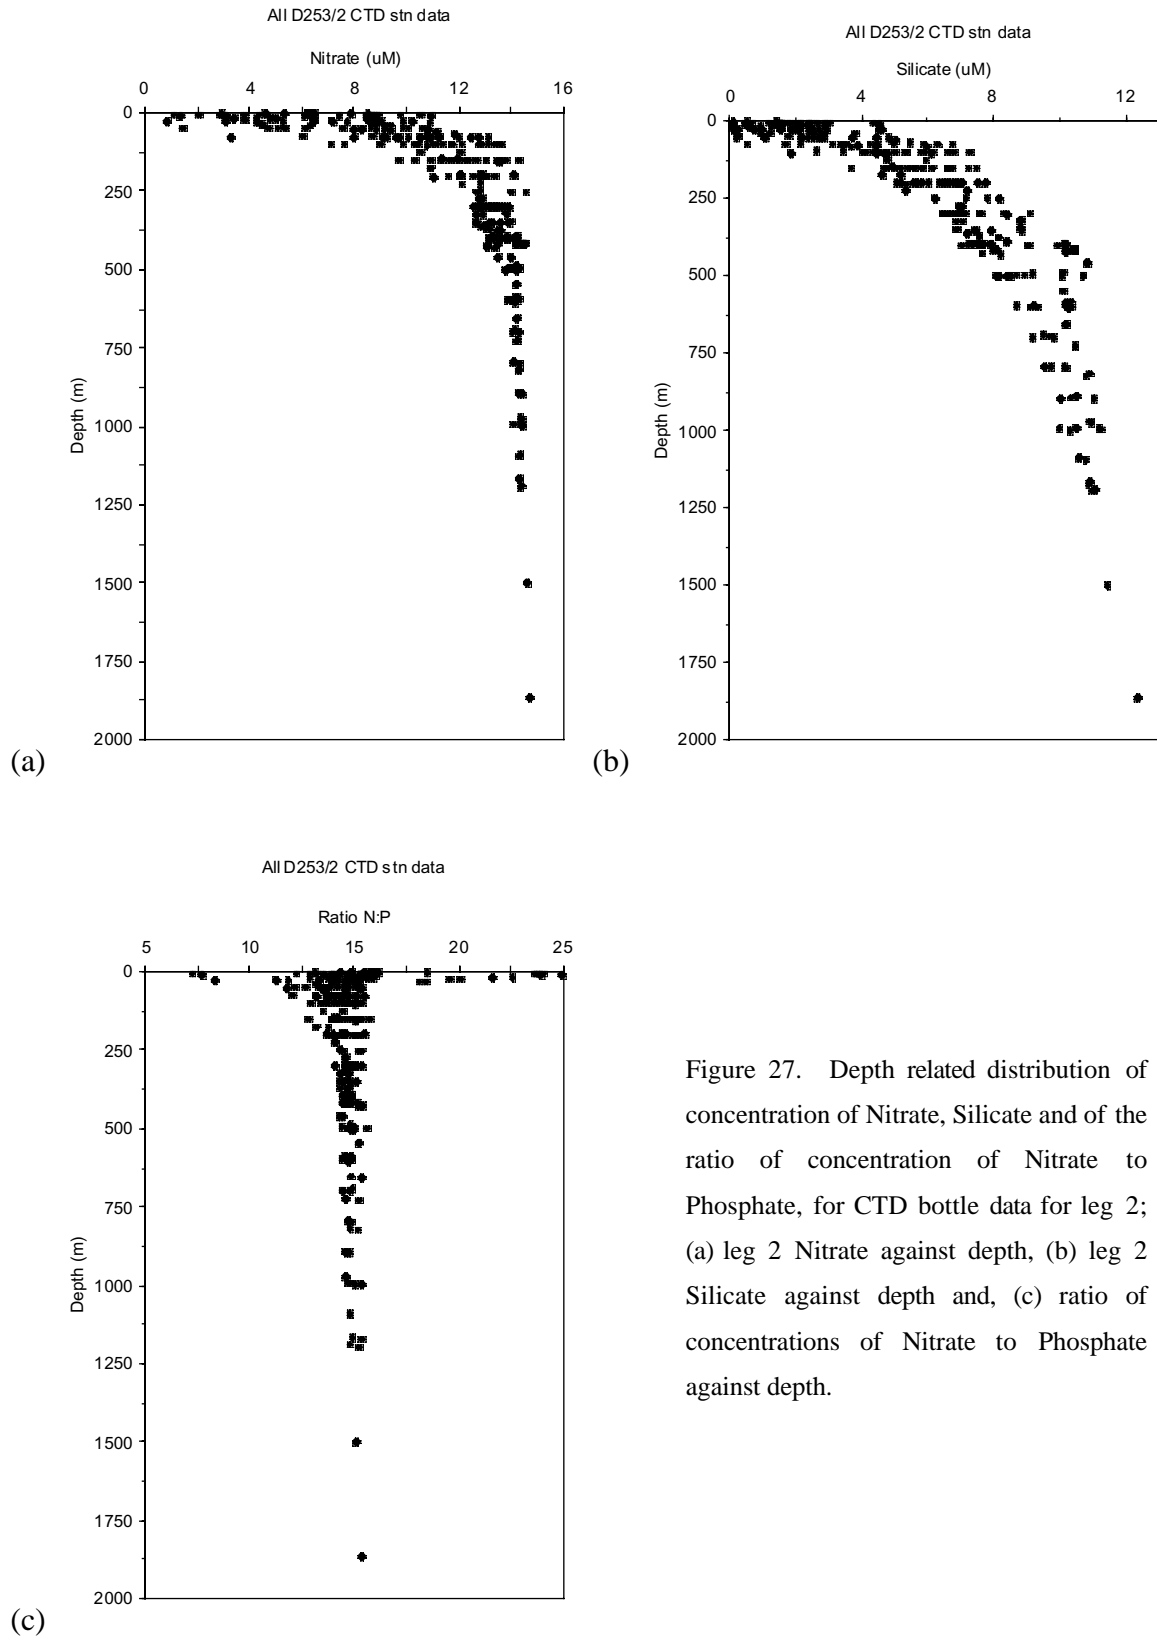 All D253/2 CTD stn data
Nitrate (uM)
0 4 8 12 16
0
250
500
750
1000
1250
1500
1750
2000
Depth (m)
(a)
All D253/2 CTD stn data
Silicate (uM)
0 4 8 12
0
250
500
750
1000
1250
1500
1750
2000
Depth (m)
(b)
All D253/2 CTD stn data
Ratio N:P
5 10 15 20 25
0
250
500
750
1000
1250
1500
1750
2000
Depth (m)
(c)
Figure 27. Depth related distribution of
concentration of Nitrate, Silicate and of the
ratio of concentration of Nitrate to
Phosphate, for CTD bottle data for leg 2;
(a) leg 2 Nitrate against depth, (b) leg 2
Silicate against depth and, (c) ratio of
concentrations of Nitrate to Phosphate
against depth.